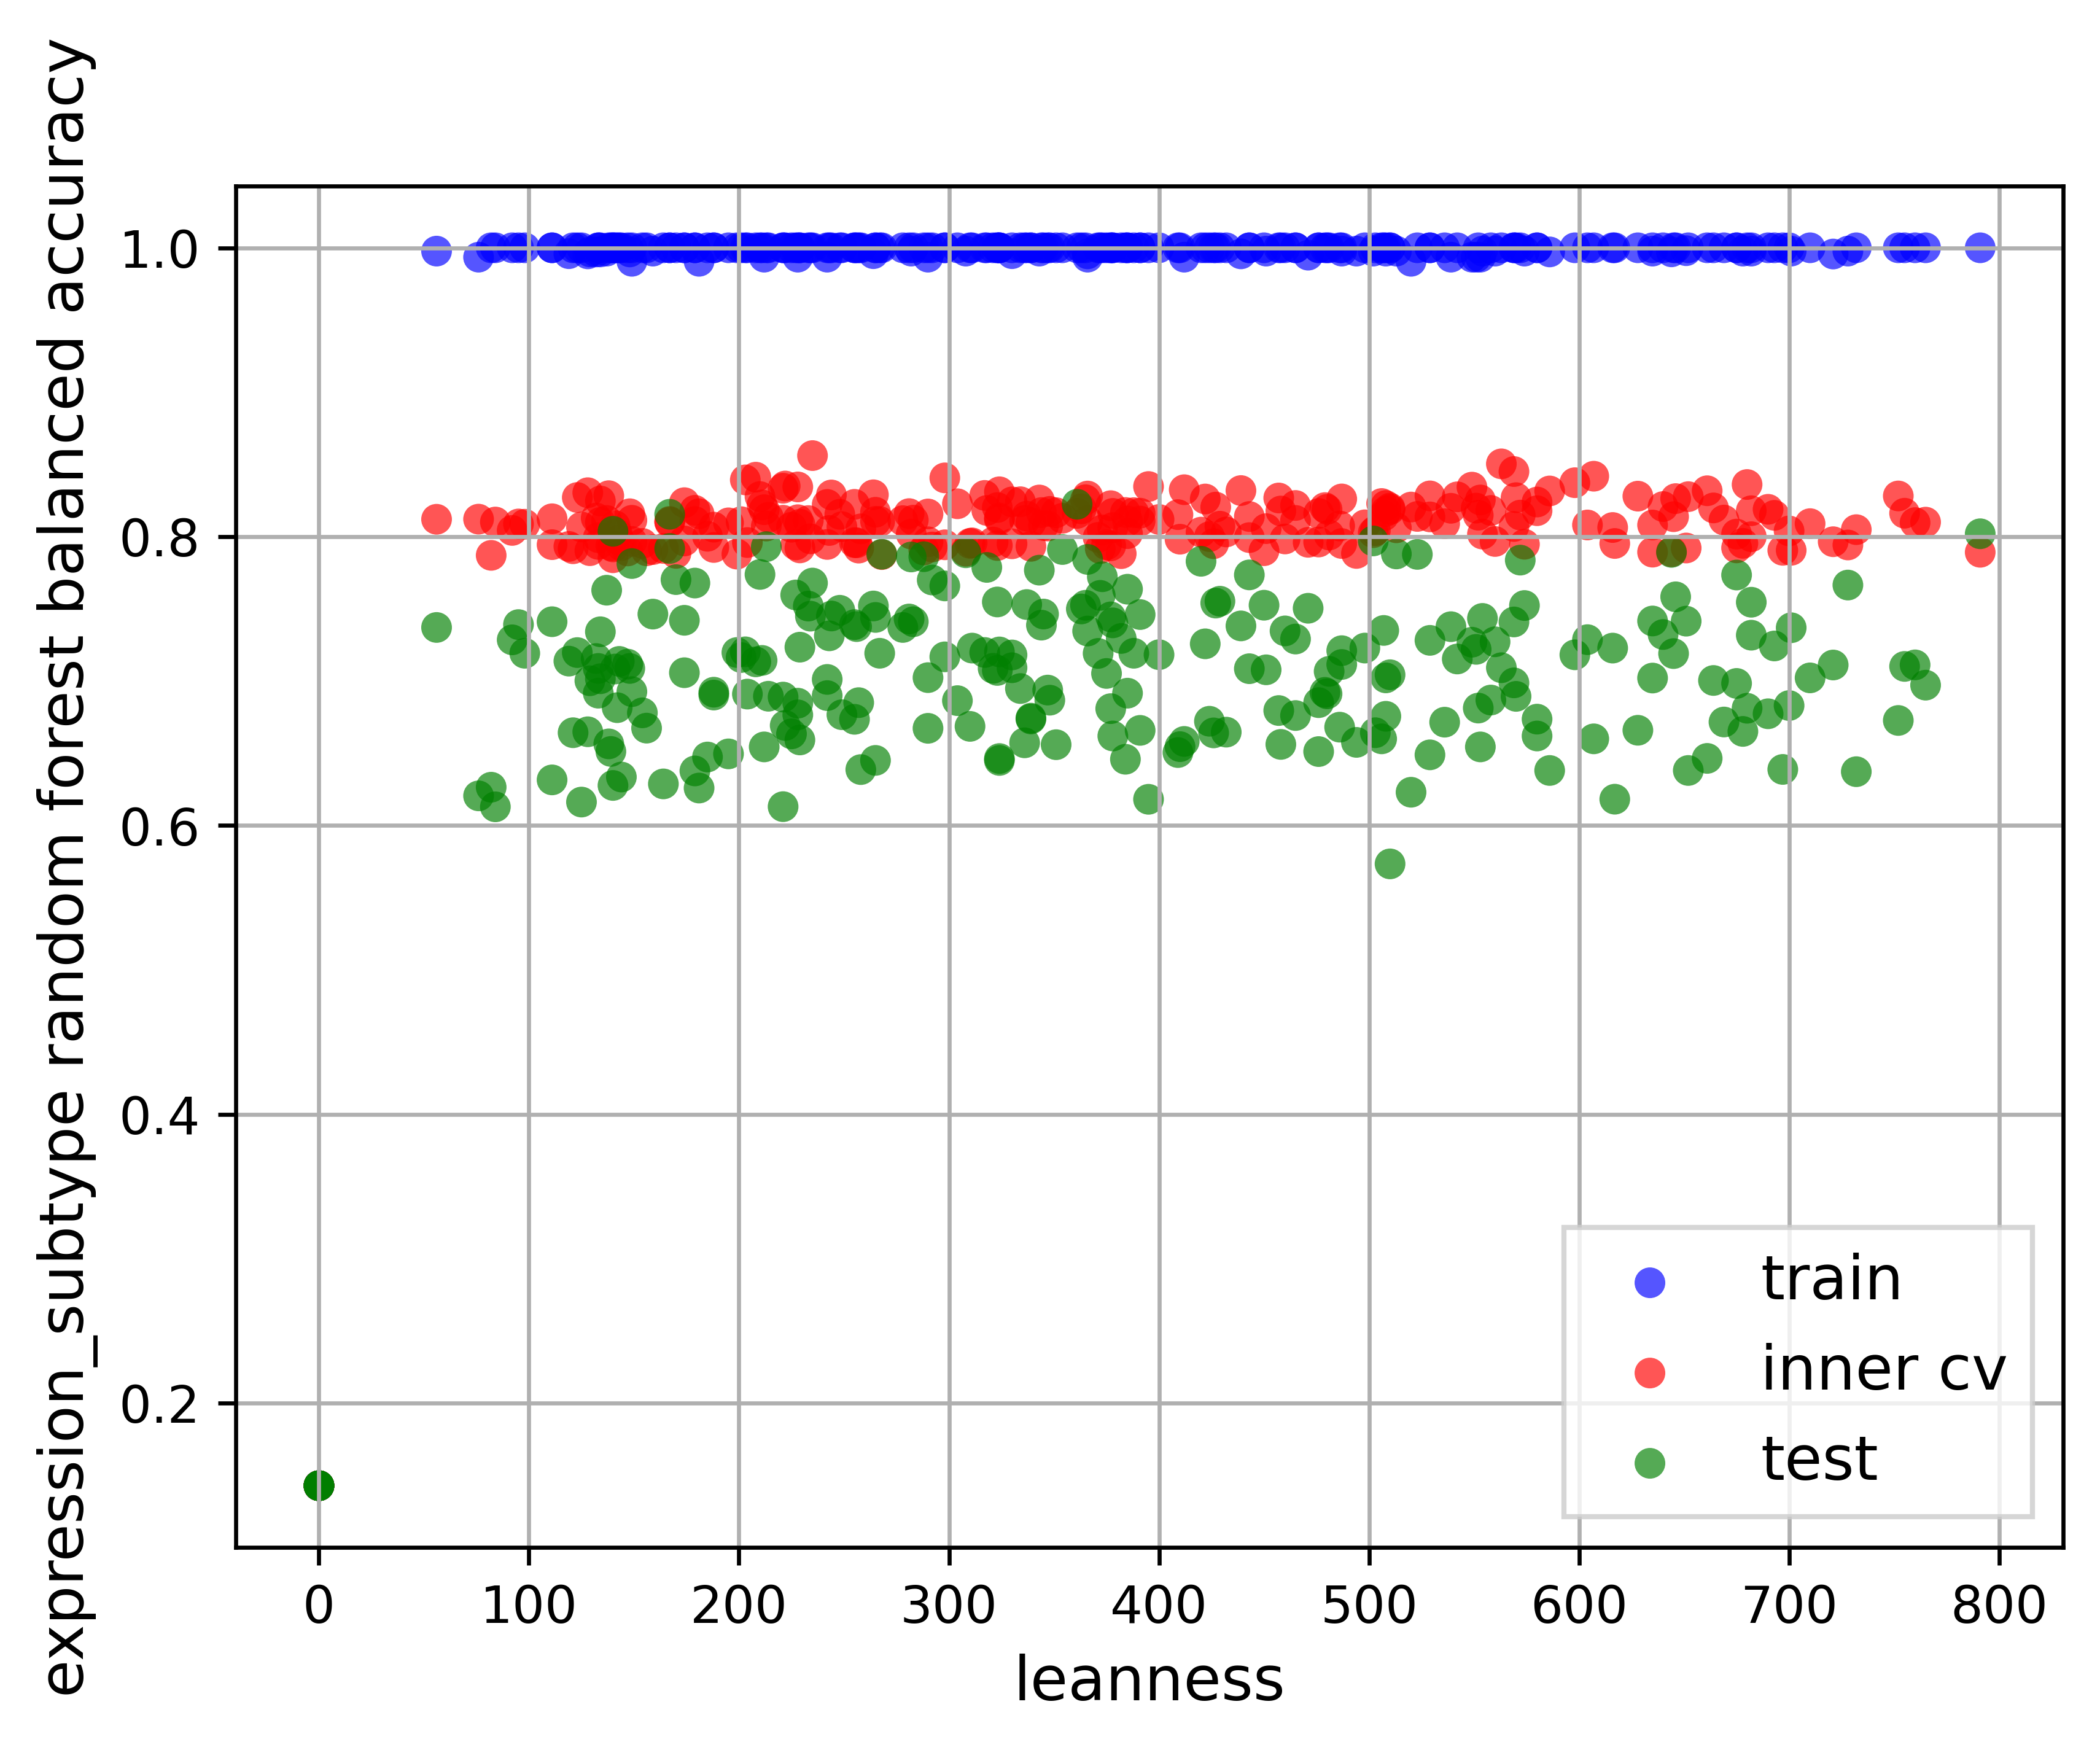 expression_subtype random forest balanced accuracy
1.0
0.8
0.6
0.4
0.2
train
inner cv
test
0 100 200 300 400 500 600 700 800
leanness